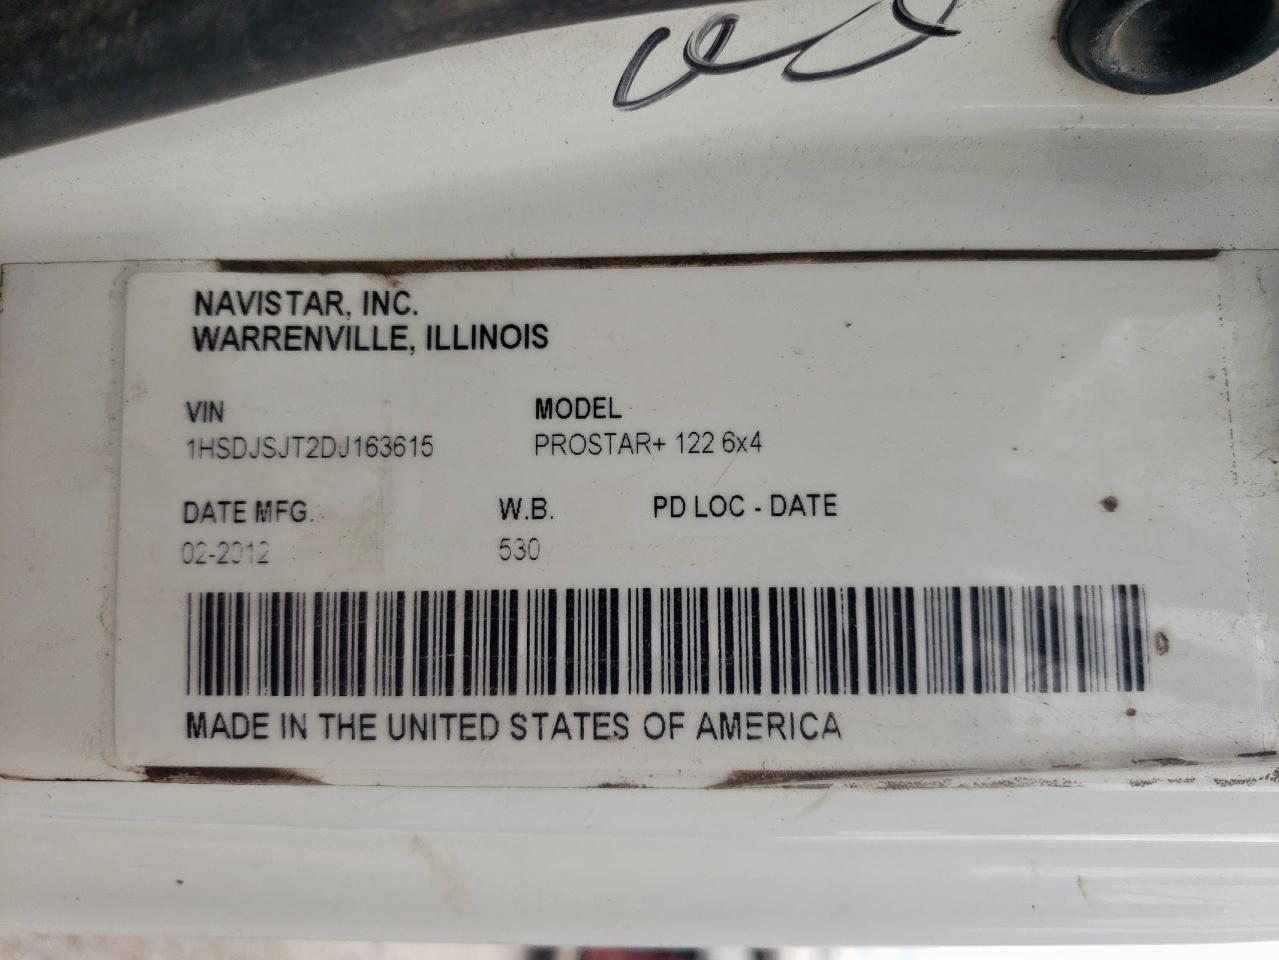 NAVISTAR, INC.
WARRENVILLE, ILLINOIS
VIN MODEL
1HSDJSJT2DJ163615 PROSTAR+ 122 6x4
DATE MFG. W.B. PD LOC - DATE
02-2012 530
MADE IN THE UNITED STATES OF AMERICA